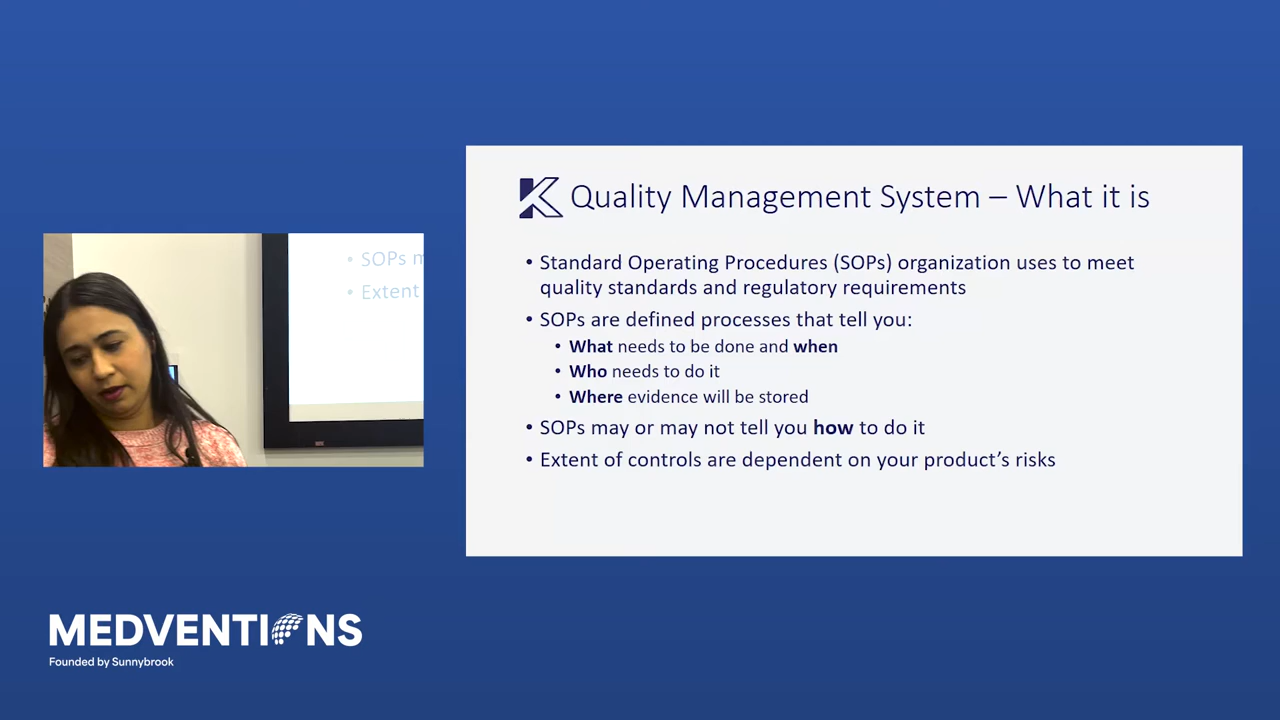 • SOPs m
• Extent
Quality Management System – What it is
• Standard Operating Procedures (SOPs) organization uses to meet
quality standards and regulatory requirements
• SOPs are defined processes that tell you:
• What needs to be done and when
• Who needs to do it
• Where evidence will be stored
• SOPs may or may not tell you how to do it
• Extent of controls are dependent on your product’s risks
MEDVENTIONS
Founded by Sunnybrook